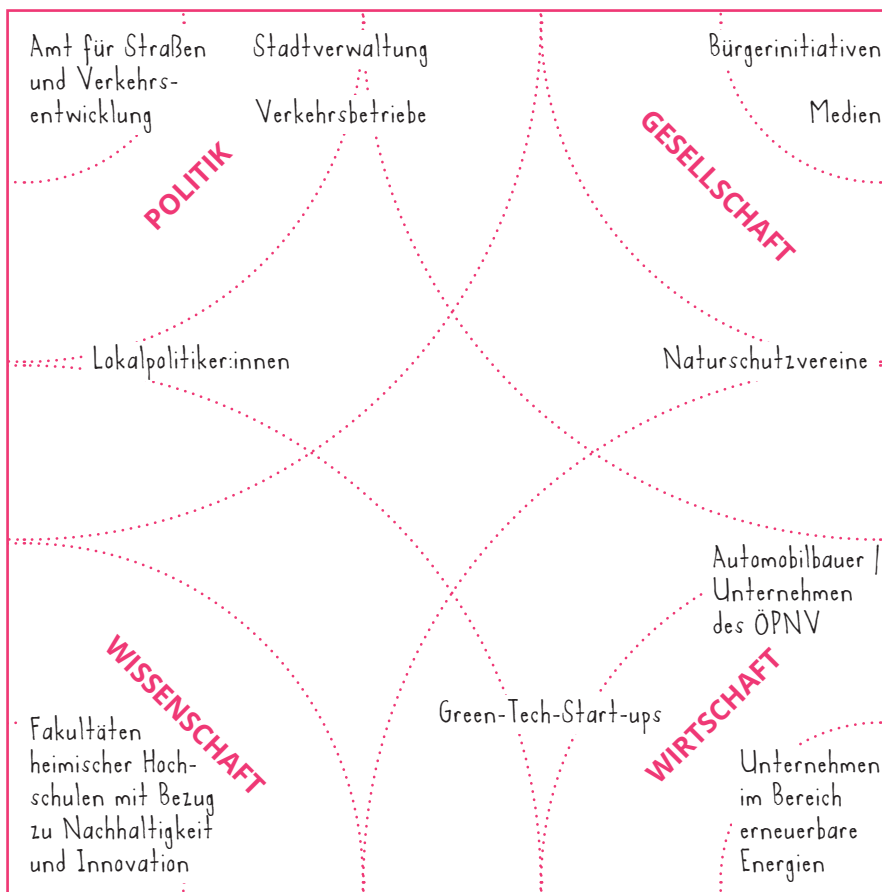 Amt für Straßen
und Verkehrs-
entwicklung
Stadtverwaltung
Verkehrsbetriebe
POLITIK
Lokalpolitiker:innen
Bürgerinitiativen
Medien
GESELLSCHAFT
Naturschutzvereine
WISSENSCHAFT
Fakultäten
heimischer Hoch-
schulen mit Bezug
zu Nachhaltigkeit
und Innovation
Automobilbauer |
Unternehmen
des ÖPNV
WIRTSCHAFT
Green-Tech-Start-ups
Unternehmen
im Bereich
erneuerbare
Energien